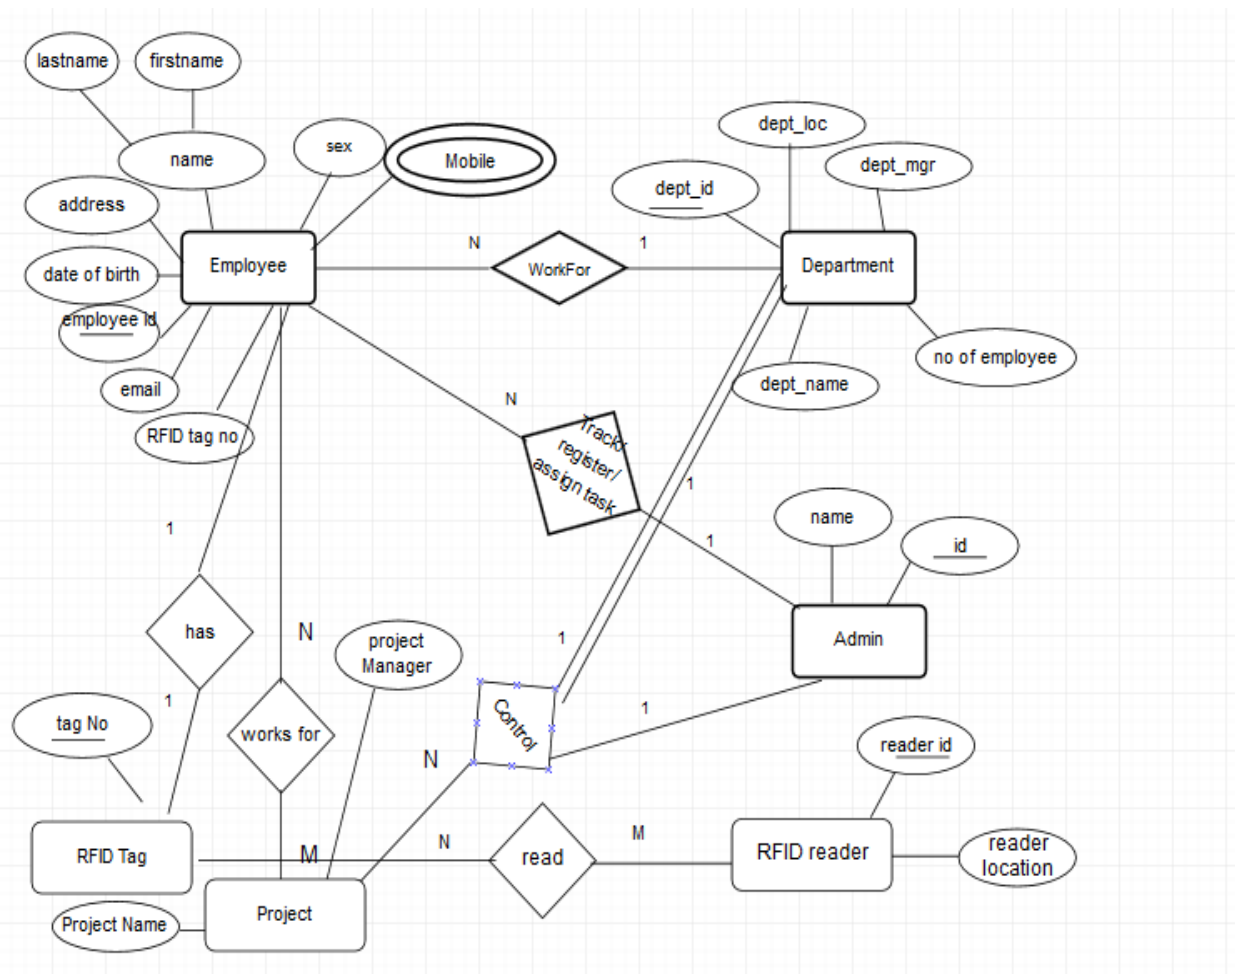 lastname
firstname
name
sex
Mobile
address
date of birth
employee id
email
RFID tag no
Employee
N
WorkFor
1
dept_loc
dept_mgr
dept_id
Department
dept_name
no of employee
N
Track/
register/
assign task
1
1
name
id
Admin
1
has
1
N
works for
M
project
Manager
1
Control
1
N
tag No
RFID Tag
N
read
M
reader id
RFID reader
reader
location
Project Name
Project